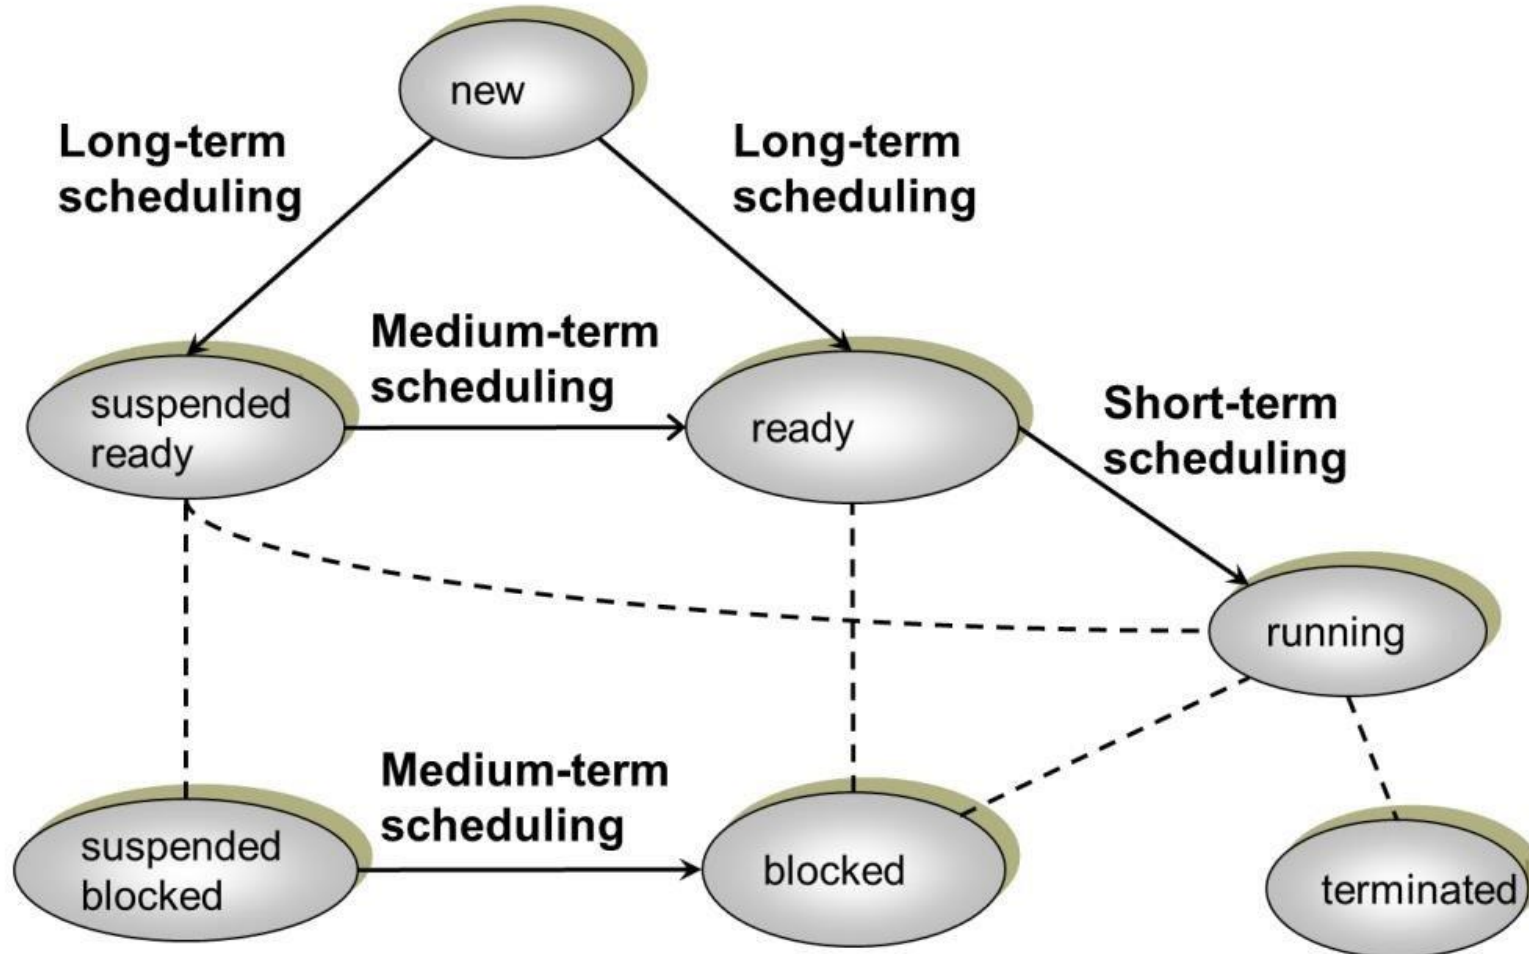 new
Long-term
scheduling
Long-term
scheduling
Medium-term
scheduling
suspended
ready
ready
Short-term
scheduling
running
Medium-term
scheduling
suspended
blocked
blocked
terminated